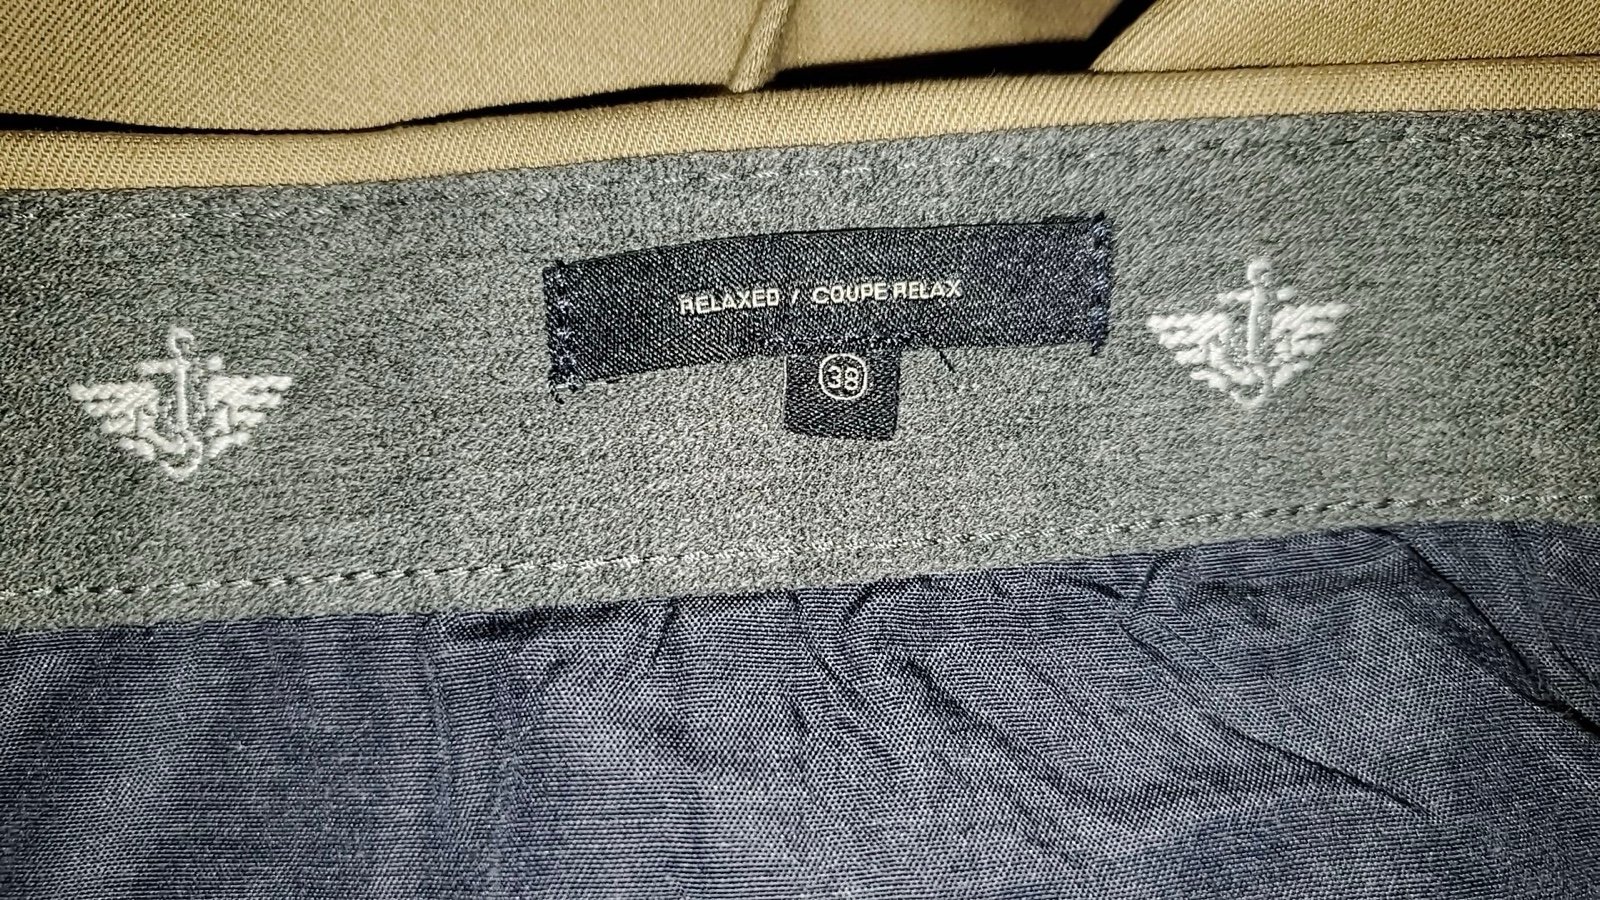 RELAXED / COUPE RELAX
38